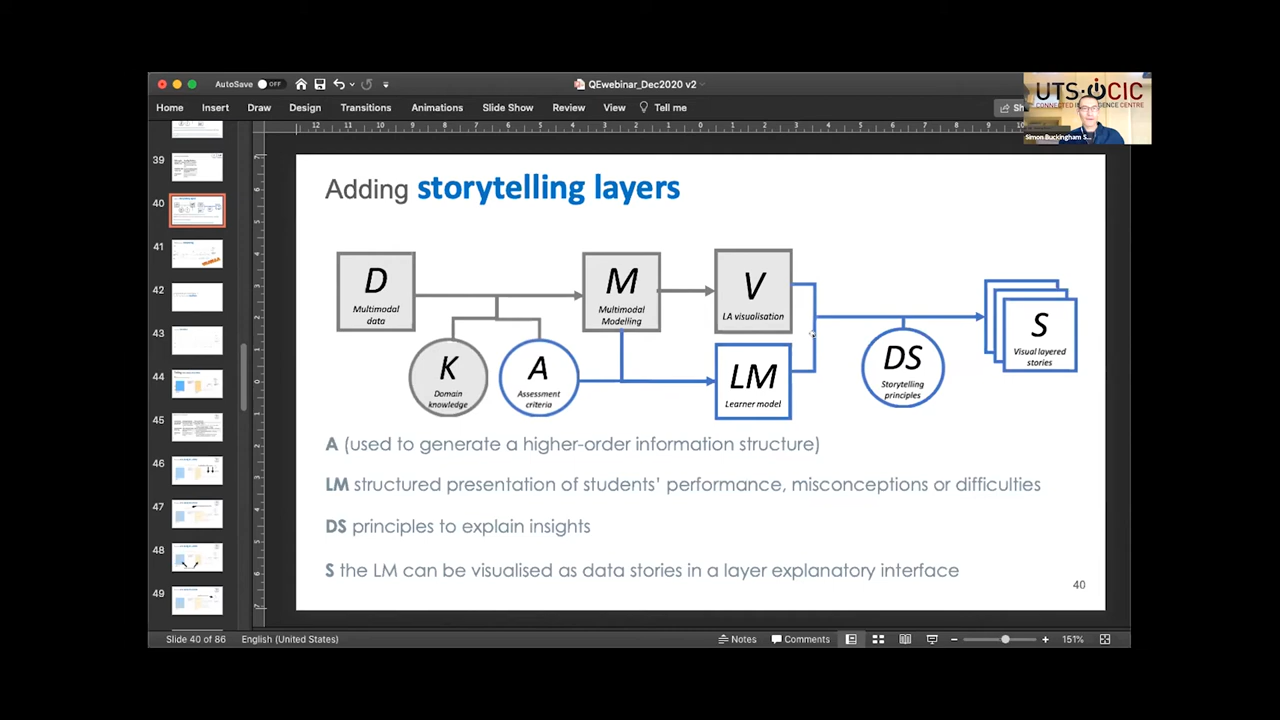 AutoSave OFF
QEwebinar_Dec2020 v2
Home Insert Draw Design Transitions Animations Slide Show Review View Tell me
Sh
UTS CIC
Simon Buckingham S...
Adding storytelling layers
D
Multimodal
data
M
Multimodal
Modelling
V
LA visualisation
K
Domain
knowledge
A
Assessment
criteria
LM
Learner model
DS
Storytelling
principles
S
Visual layered
stories
A (used to generate a higher-order information structure)
LM structured presentation of students’ performance, misconceptions or difficulties
DS principles to explain insights
S the LM can be visualised as data stories in a layer explanatory interface
40
39
40
41
42
43
44
45
46
47
48
49
Slide 40 of 86 English (United States) Notes Comments 151%